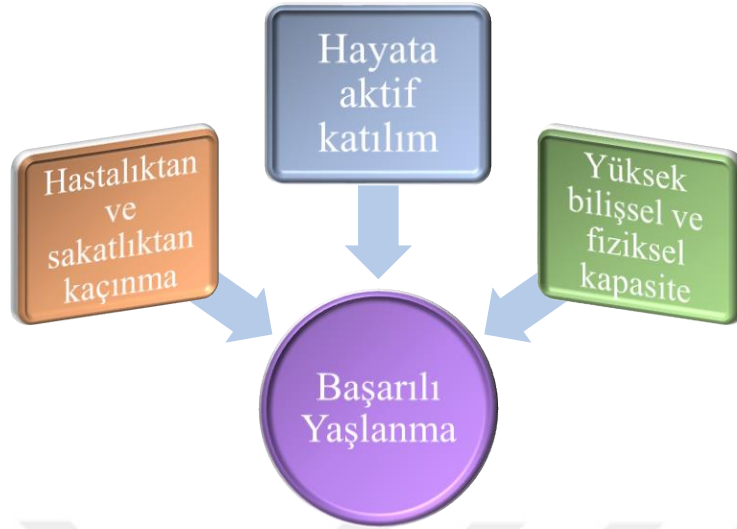 Hayata
aktif
katılım
Hastalıktan
ve
sakatlıktan
kaçınma
Yüksek
bilişsel ve
fiziksel
kapasite
Başarılı
Yaşlanma